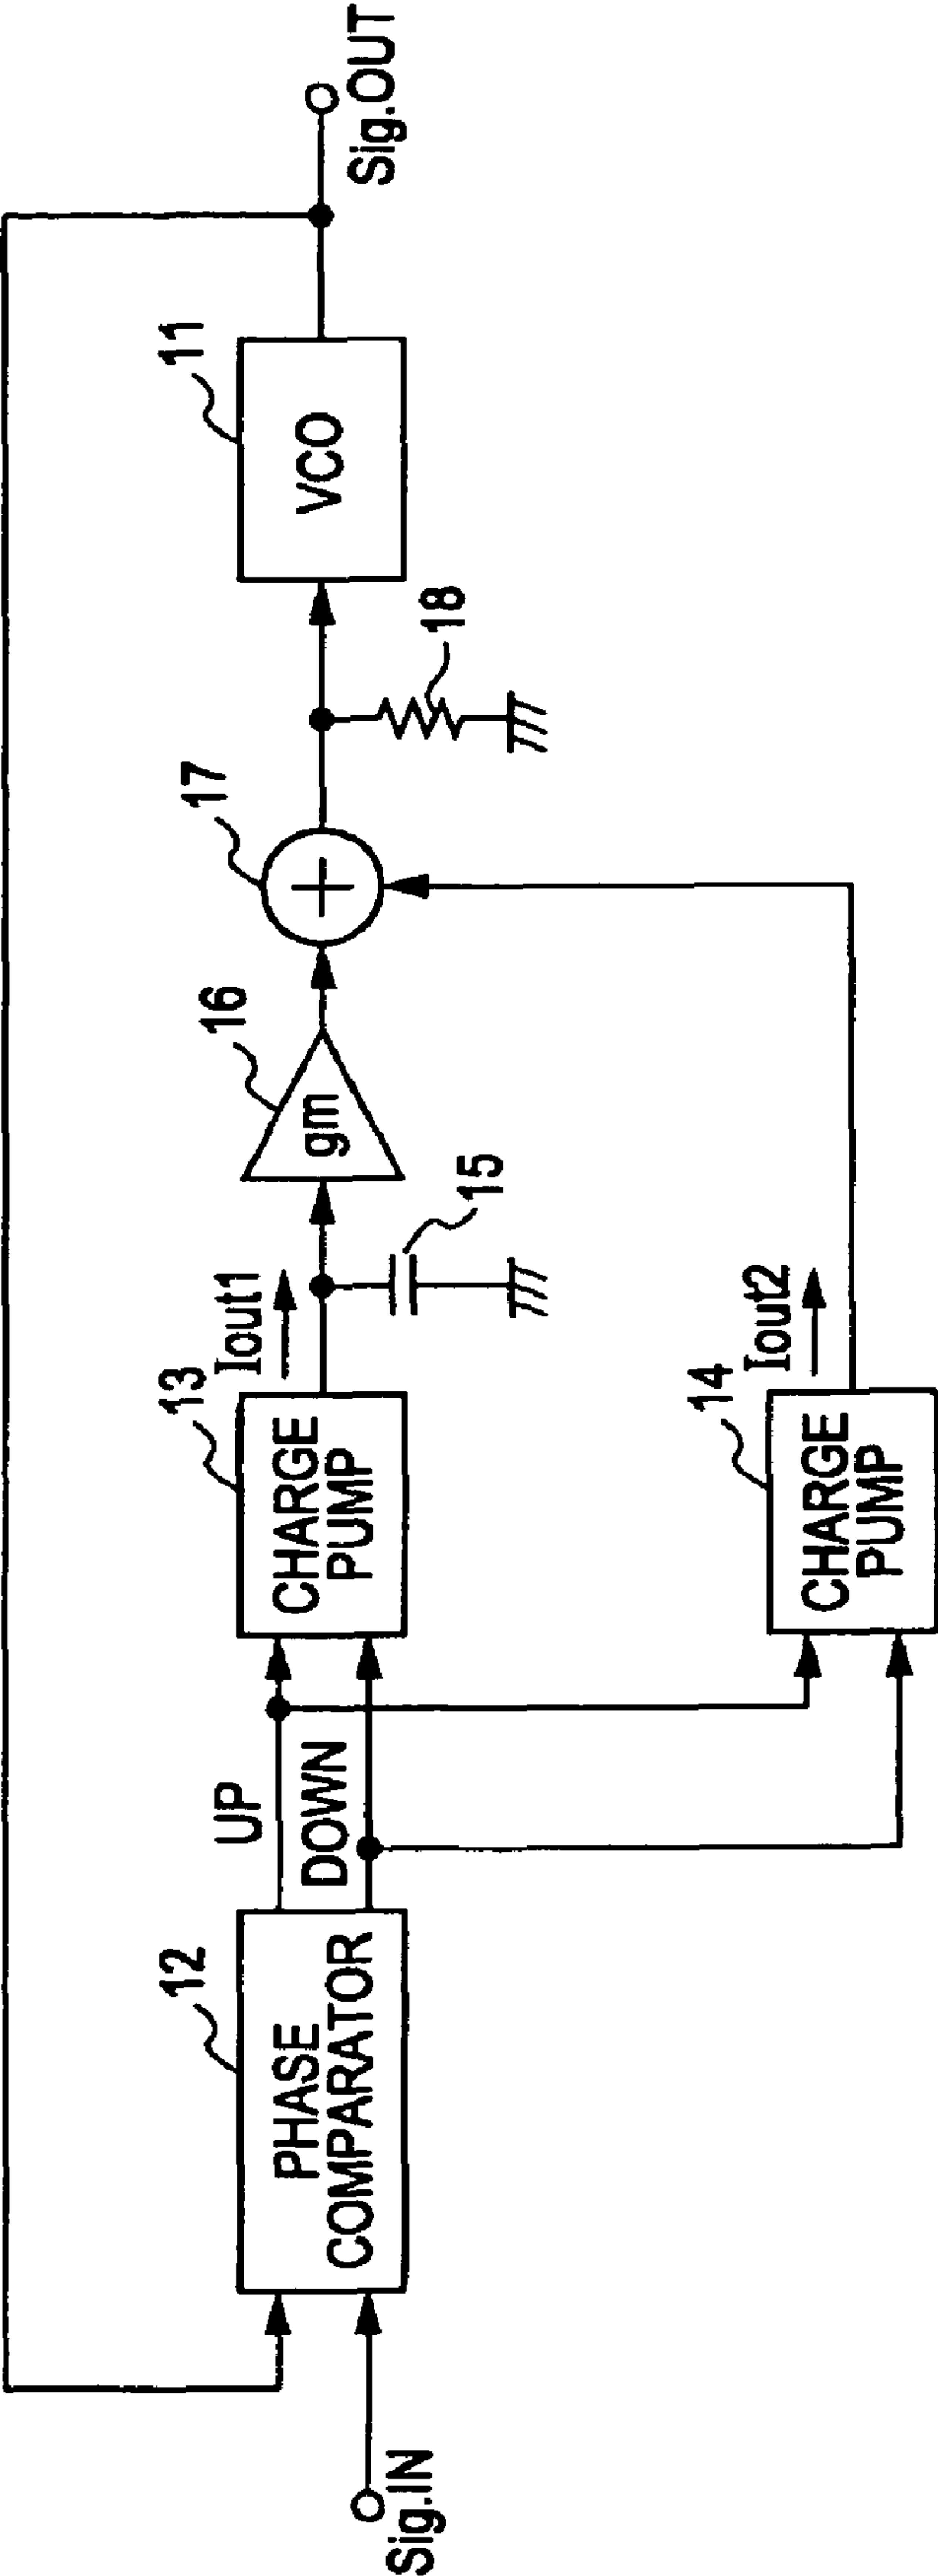 Sig.IN
12
PHASE
COMPARATOR
UP
DOWN
13
CHARGE
PUMP
Iout1
15
16
gm
17
+
18
11
VCO
Sig.OUT
14
CHARGE
PUMP
Iout2